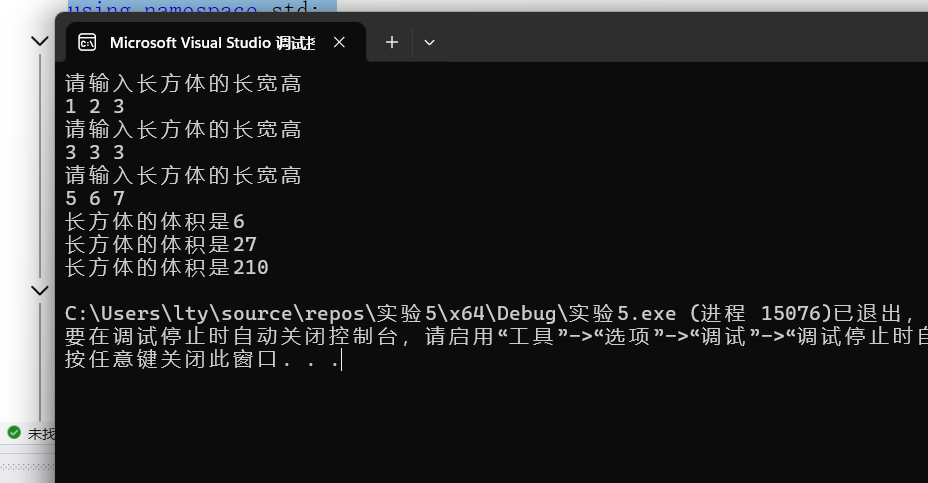 using namespace std;
Microsoft Visual Studio 调试控
请输入长方体的长宽高
1 2 3
请输入长方体的长宽高
3 3 3
请输入长方体的长宽高
5 6 7
长方体的体积是6
长方体的体积是27
长方体的体积是210
C:\Users\lty\source\repos\实验5\x64\Debug\实验5.exe (进程 15076)已退出，
要在调试停止时自动关闭控制台，请启用“工具”->“选项”->“调试”->“调试停止时自
按任意键关闭此窗口. . .
未找